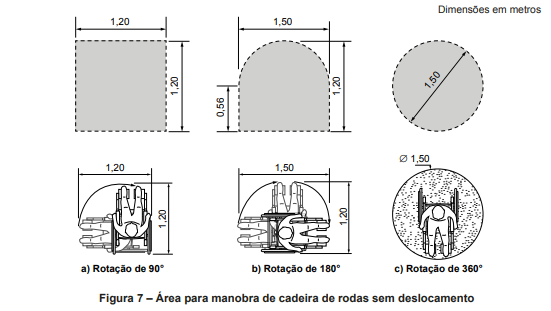 Dimensões em metros
1,20
1,50
1,20
0,56
1,20
1,50
1,20
1,50
Ø 1,50
1,20
1,20
a) Rotação de 90°
b) Rotação de 180°
c) Rotação de 360°
Figura 7 – Área para manobra de cadeira de rodas sem deslocamento